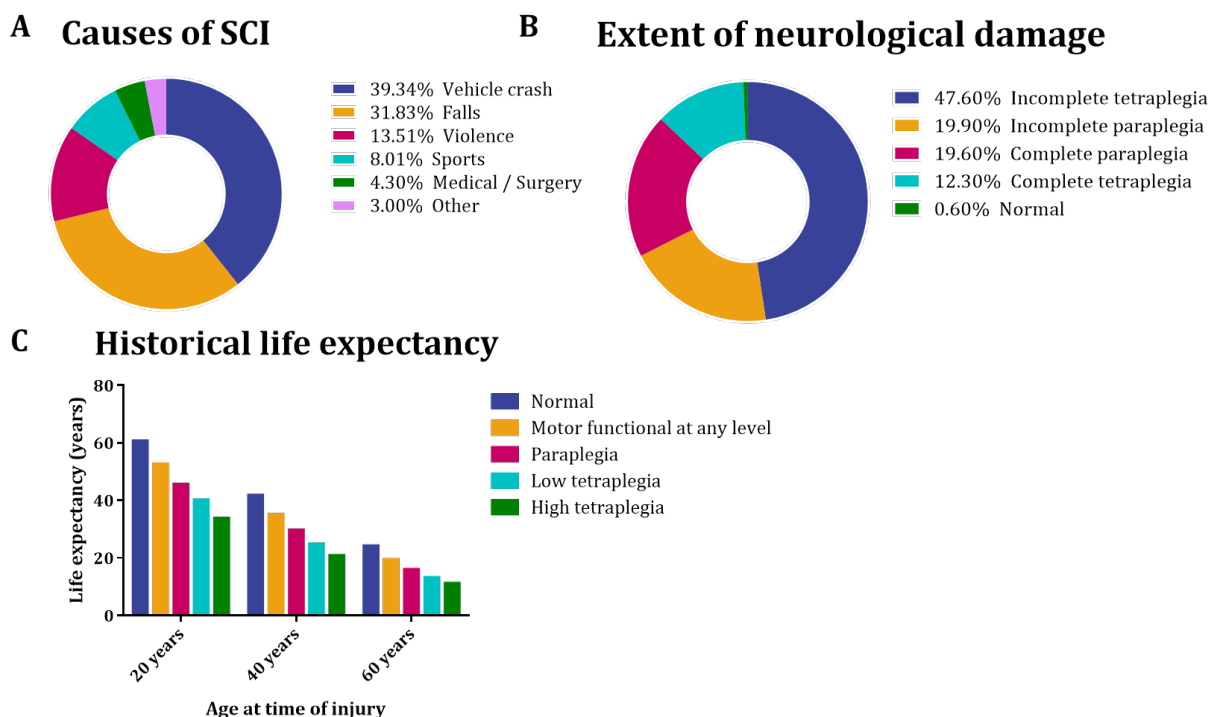 A Causes of SCI
39.34% Vehicle crash
31.83% Falls
13.51% Violence
8.01% Sports
4.30% Medical / Surgery
3.00% Other
B Extent of neurological damage
47.60% Incomplete tetraplegia
19.90% Incomplete paraplegia
19.60% Complete paraplegia
12.30% Complete tetraplegia
0.60% Normal
C Historical life expectancy
Life expectancy (years)
80
60
40
20
0
20 years
40 years
60 years
Age at time of injury
Normal
Motor functional at any level
Paraplegia
Low tetraplegia
High tetraplegia